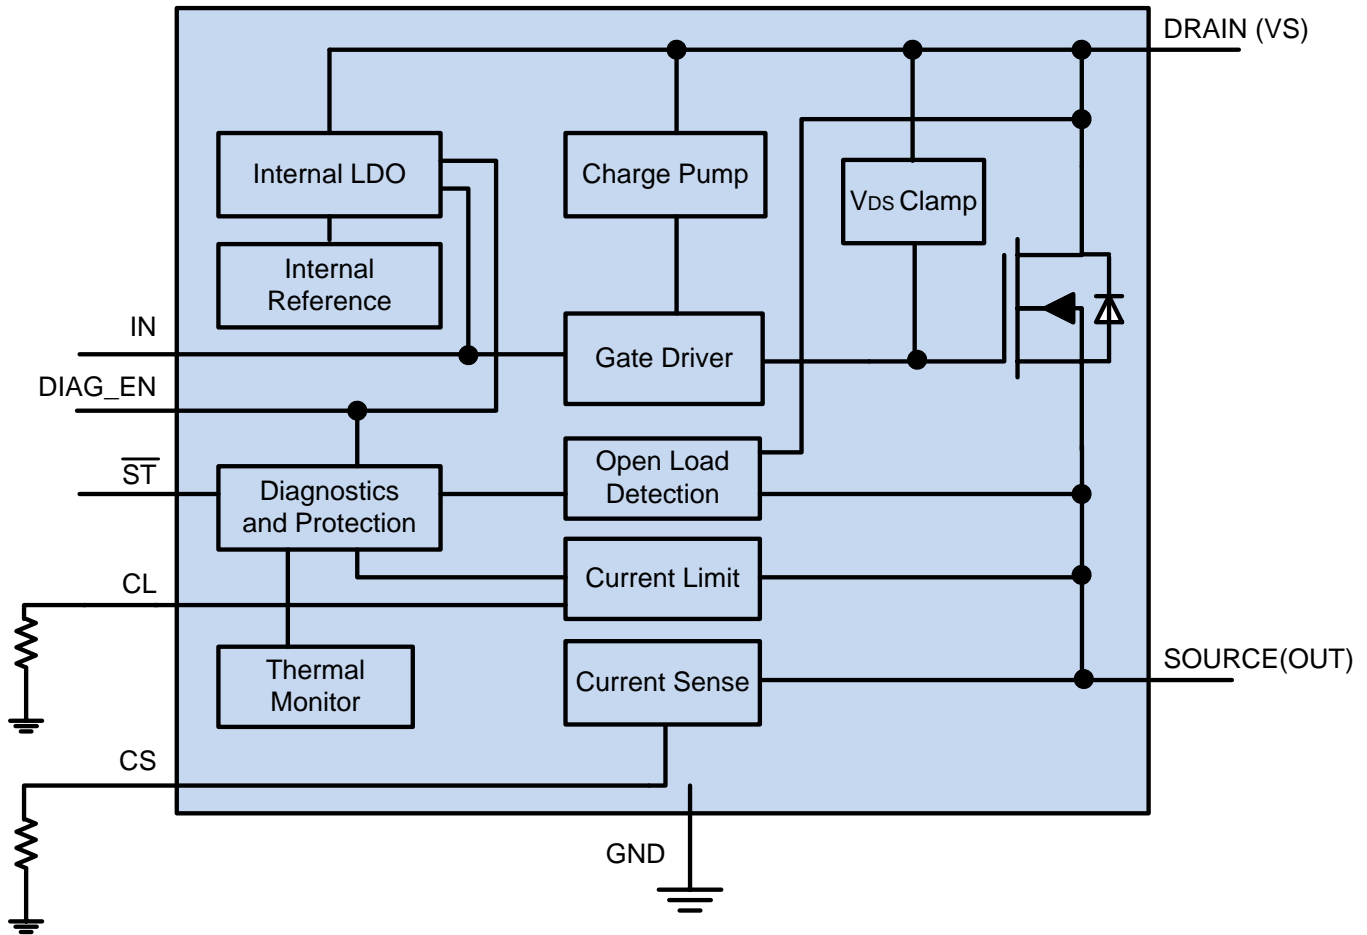 DRAIN (VS)
Internal LDO
Charge Pump
VDS Clamp
Internal
Reference
IN
Gate Driver
DIAG_EN
ST
Open Load
Detection
Diagnostics
and Protection
CL
Current Limit
Thermal
Monitor
Current Sense
SOURCE(OUT)
CS
GND